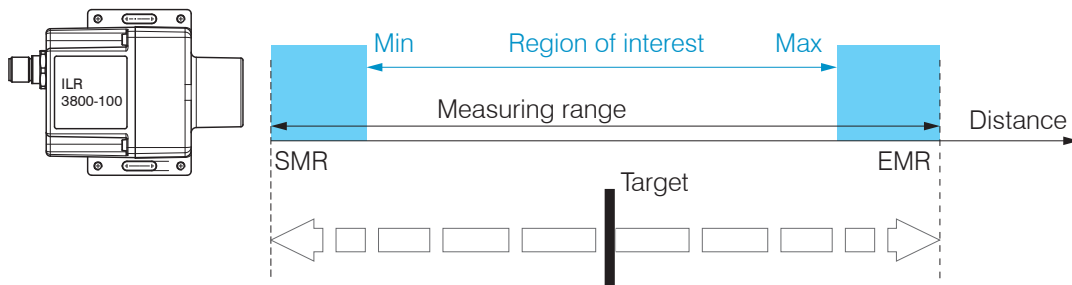 ILR
3800-100
Min
Region of interest
Max
Measuring range
Distance
SMR
EMR
Target